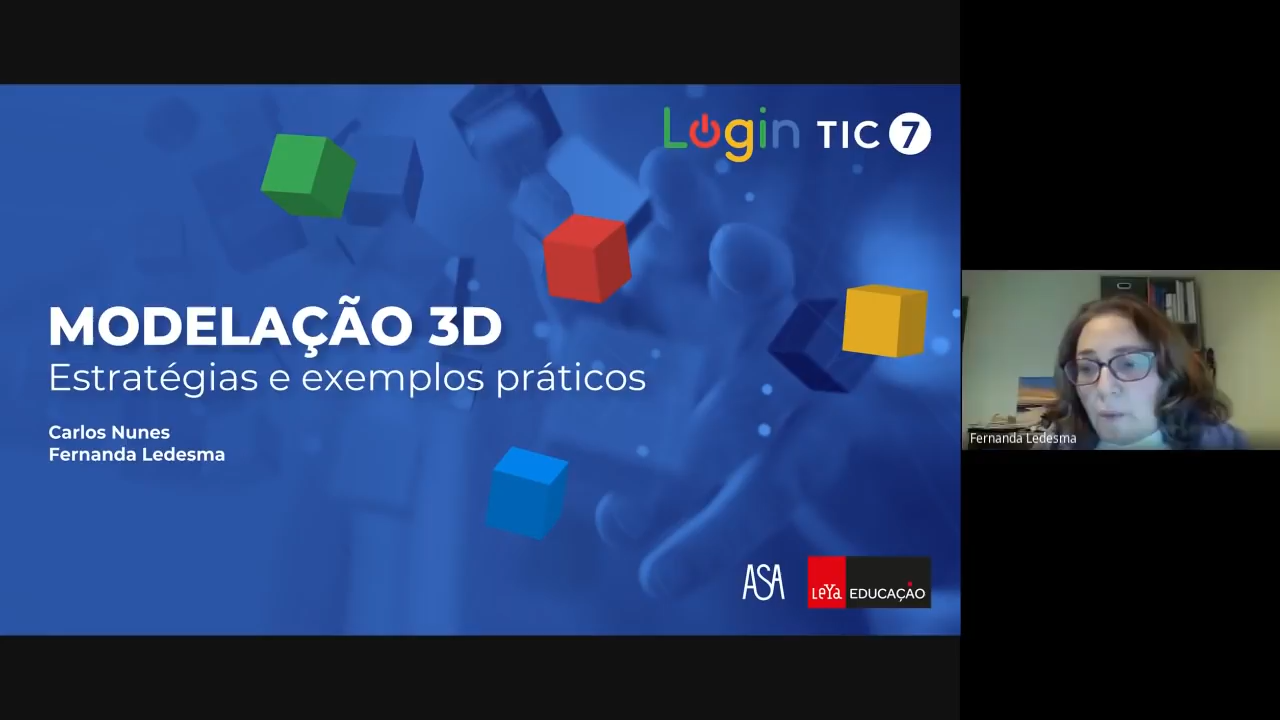 Login TIC 7
MODELAÇÃO 3D
Estratégias e exemplos práticos
Carlos Nunes
Fernanda Ledesma
ASA
LeYa EDUCAÇÃO
Fernanda Ledesma